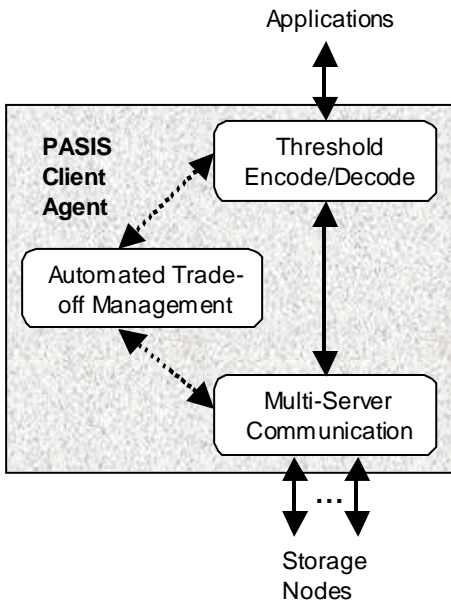 Applications
PASIS
Client
Agent
Threshold
Encode/Decode
Automated Trade-
off Management
Multi-Server
Communication
...
Storage
Nodes